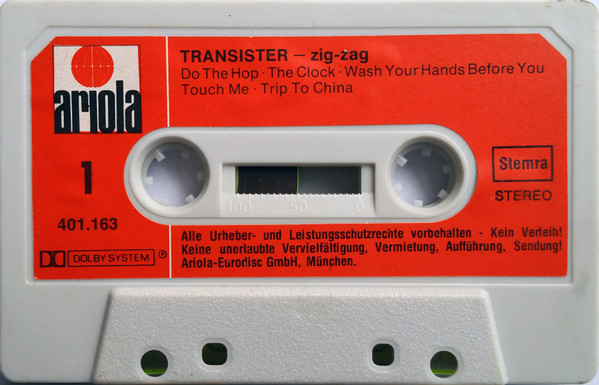 TRANSISTER – zig-zag
Do The Hop · The Clock · Wash Your Hands Before You
Touch Me · Trip To China
ariola
1
401.163
DOLBY SYSTEM ®
100 50 0
Stemra
STEREO
Alle Urheber- und Leistungsschutzrechte vorbehalten - Kein Verleih!
Keine unerlaubte Vervielfältigung, Vermietung, Aufführung, Sendung!
Ariola-Eurodisc GmbH, München.